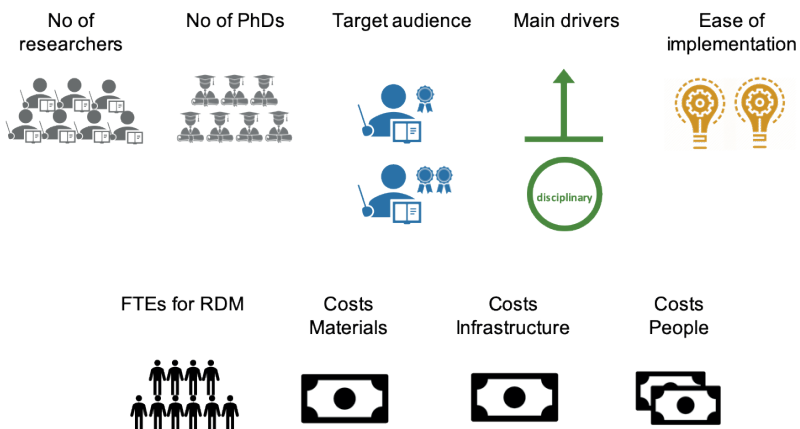 No of
researchers
No of PhDs
Target audience
Main drivers
Ease of
implementation
disciplinary
FTEs for RDM
Costs
Materials
Costs
Infrastructure
Costs
People